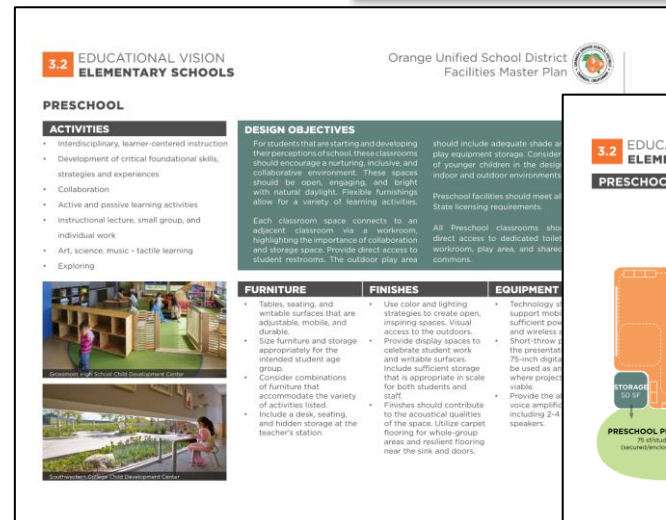 3.2 EDUCATIONAL VISION
ELEMENTARY SCHOOLS
Orange Unified School District
Facilities Master Plan
PRESCHOOL
ACTIVITIES
• Interdisciplinary, learner-centered instruction
• Development of critical foundational skills,
strategies and experiences
• Collaboration
• Active and passive learning activities
• Instructional lecture, small group, and
individual work
• Art, science, music - tactile learning
• Exploring
Grossmont High School Child Development Center
Southwestern College Child Development Center
DESIGN OBJECTIVES
For students that are starting and developing
their perceptions of school, these classrooms
should encourage a nurturing, inclusive, and
collaborative environment. These spaces
should be open, engaging, and bright
with natural daylight. Flexible furnishings
allow for a variety of learning activities.
Each classroom space connects to an
adjacent classroom via a workroom,
highlighting the importance of collaboration
and storage space. Provide direct access to
student restrooms. The outdoor play area
should include adequate shade
play equipment storage. Consider
of younger children in the design
indoor and outdoor environments
Preschool facilities should meet all
State licensing requirements.
All Preschool classrooms
direct access to dedicated
workroom, play area, and shared
commons.
FURNITURE
• Tables, seating, and
writable surfaces that are
adjustable, mobile, and
durable.
• Size furniture and storage
appropriately for the
intended student age
group.
• Consider combinations
of furniture that
accommodate the variety
of activities listed.
• Include a desk, seating,
and hidden storage at the
teacher's station.
FINISHES
• Use color and lighting
strategies to create open,
inspiring spaces. Visual
access to the outdoors.
• Provide display spaces to
celebrate student work
and writable surfaces.
Include sufficient storage
that is appropriate in scale
for both students and
staff.
• Finishes should contribute
to the acoustical qualities
of the space. Utilize carpet
flooring for whole-group
areas and resilient flooring
near the sink and doors.
EQUIPMENT
• Technology
support
sufficient
and wireless
• Short-throw
the
75-inch
be used as
where
viable.
• Provide the
voice
including 2-4
speakers.
3.2
STORAGE
50 SF
PRESCHOOL
75